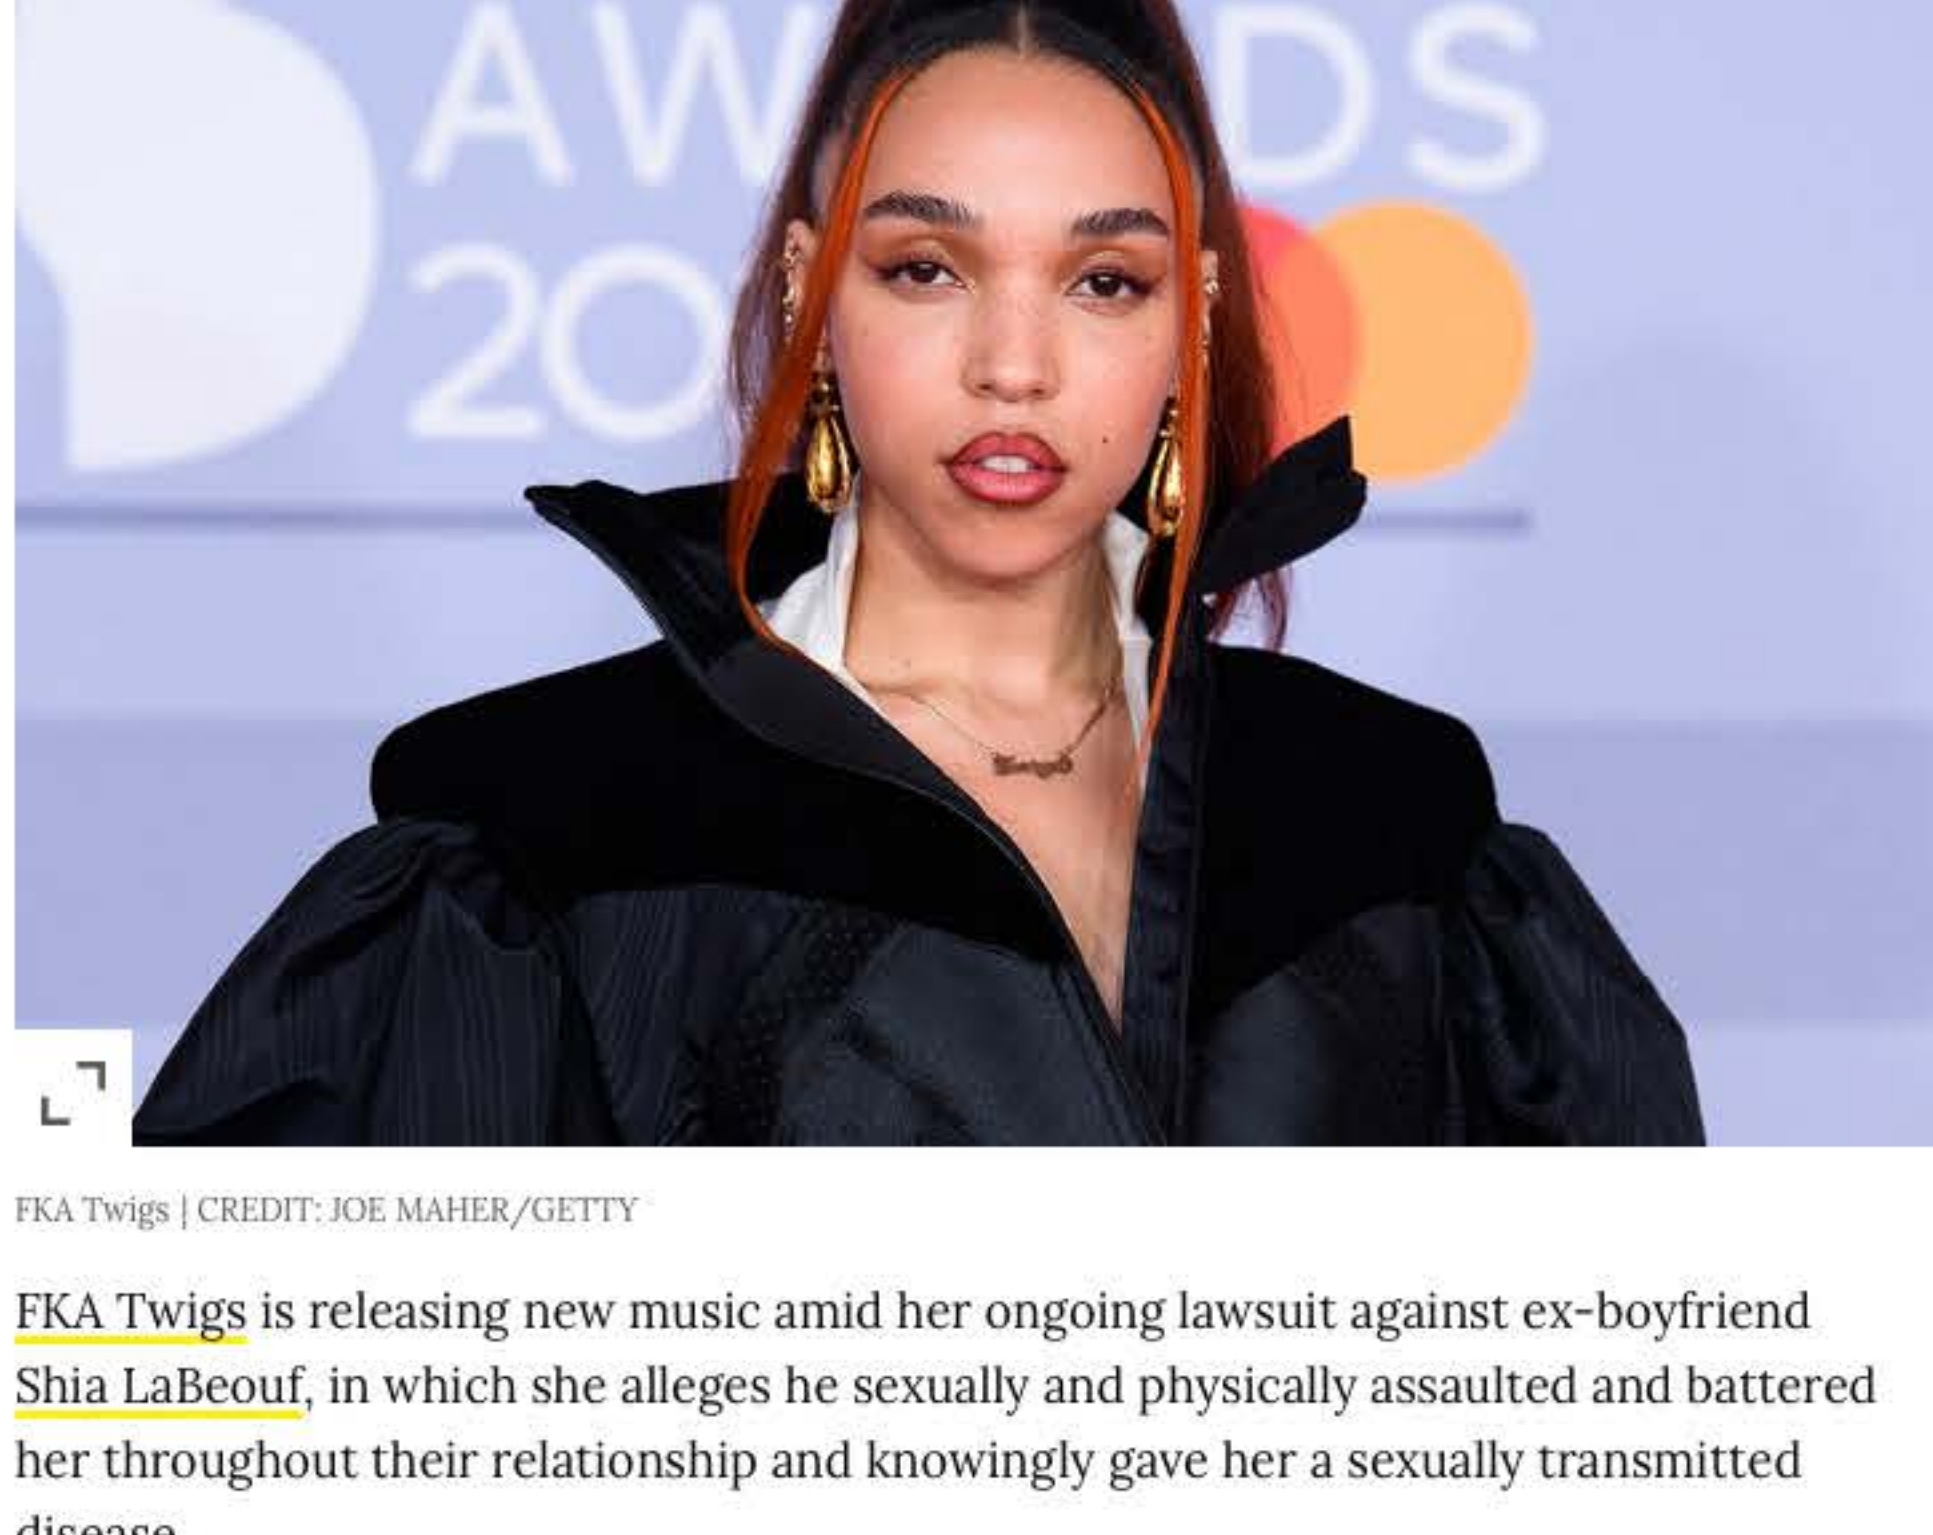 AW DS
20
FKA Twigs | CREDIT: JOE MAHER/GETTY
FKA Twigs is releasing new music amid her ongoing lawsuit against ex-boyfriend
Shia LaBeouf, in which she alleges he sexually and physically assaulted and battered
her throughout their relationship and knowingly gave her a sexually transmitted
disease